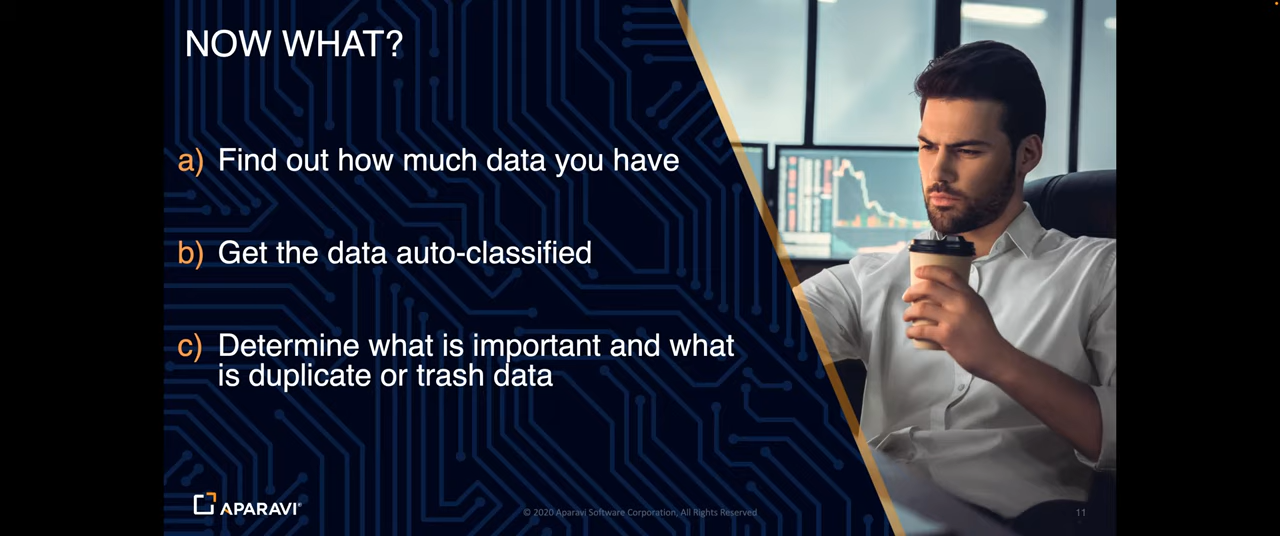 NOW WHAT?
a) Find out how much data you have
b) Get the data auto-classified
c) Determine what is important and what
is duplicate or trash data
APARAVI®
© 2020 Aparavi Software Corporation, All Rights Reserved
11